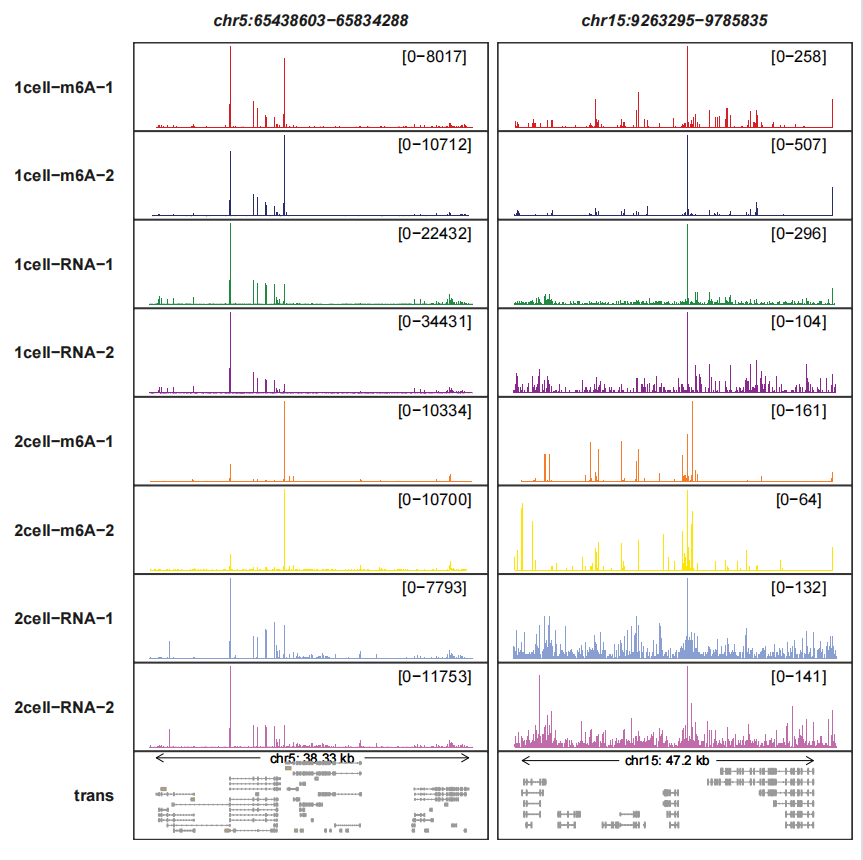 chr5:65438603−65834288 chr15:9263295−9785835
1cell−m6A−1 [0−8017] [0−258]
1cell−m6A−2 [0−10712] [0−507]
1cell−RNA−1 [0−22432] [0−296]
1cell−RNA−2 [0−34431] [0−104]
2cell−m6A−1 [0−10334] [0−161]
2cell−m6A−2 [0−10700] [0−64]
2cell−RNA−1 [0−7793] [0−132]
2cell−RNA−2 [0−11753] [0−141]
chr5: 38.33 kb chr15: 47.2 kb
trans